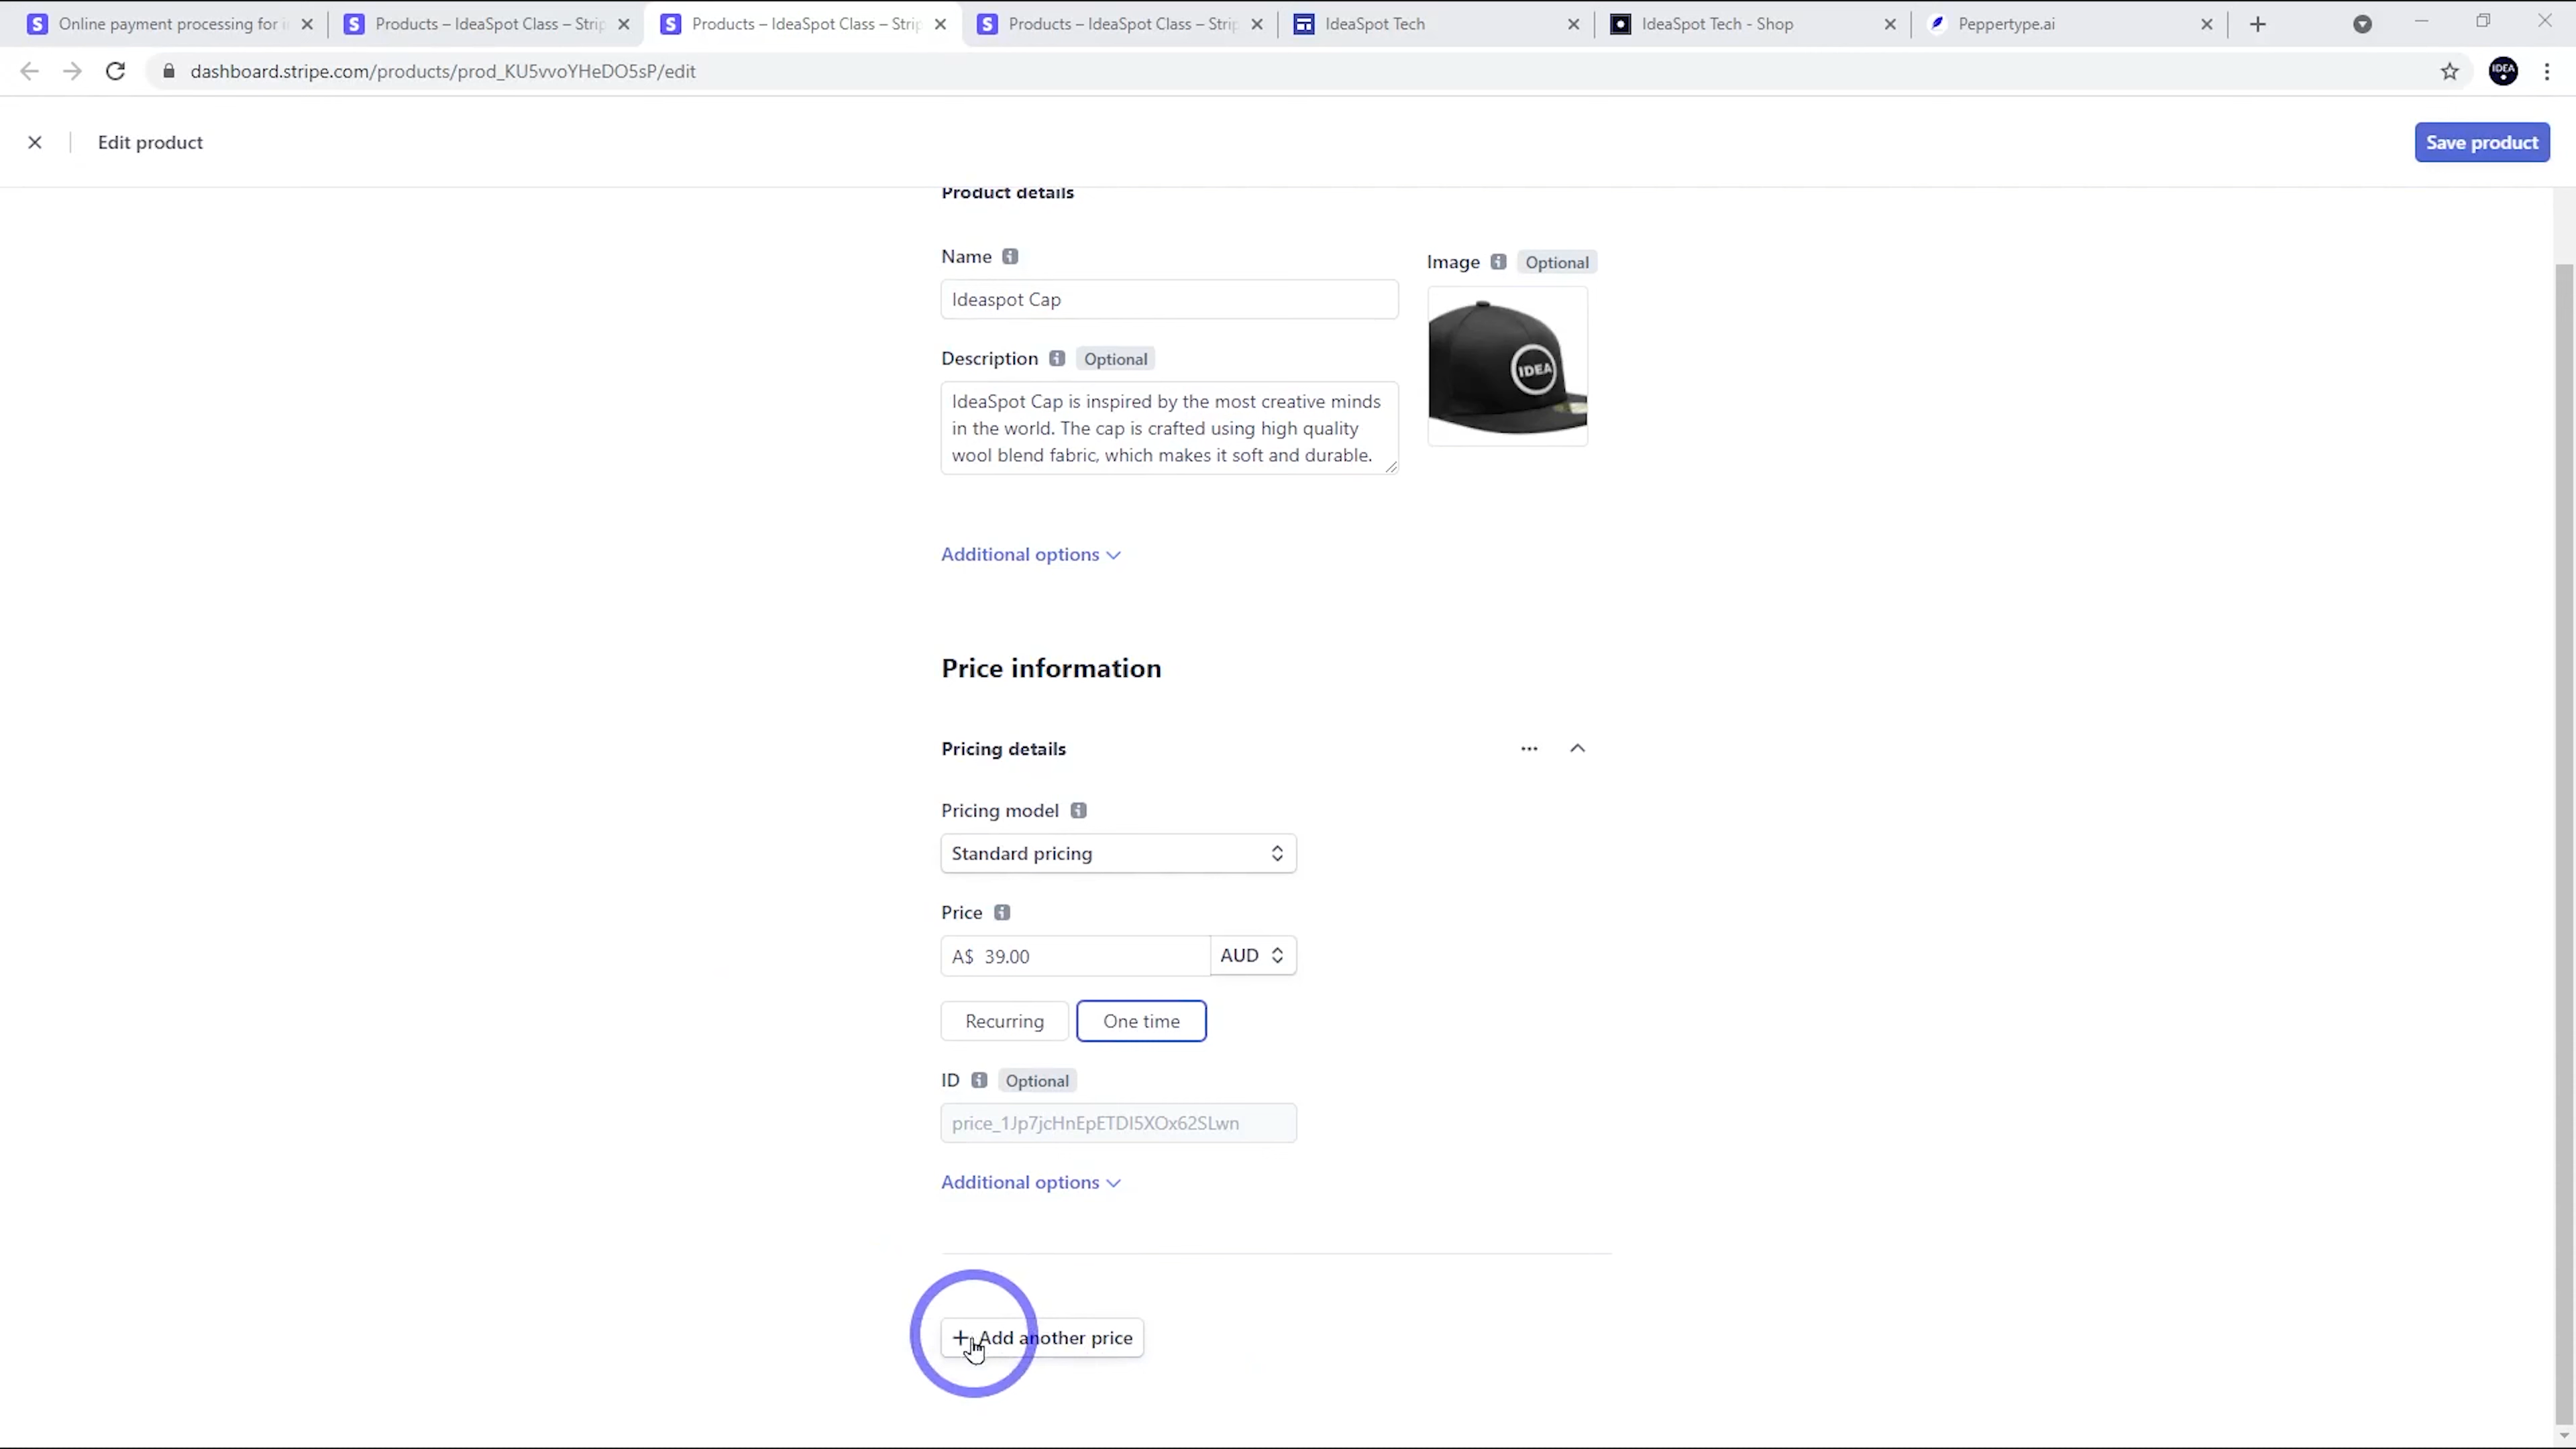 Online payment processing for i
Products – IdeaSpot Class – Strip
Products – IdeaSpot Class – Strip
Products – IdeaSpot Class – Strip
IdeaSpot Tech
IdeaSpot Tech - Shop
Peppertype.ai
dashboard.stripe.com/products/prod_KU5vvoYHeDO5sP/edit
IDEA
Edit product
Save product
Product details
Name
Image Optional
Ideaspot Cap
IDEA
Description Optional
IdeaSpot Cap is inspired by the most creative minds
in the world. The cap is crafted using high quality
wool blend fabric, which makes it soft and durable.
Additional options
Price information
Pricing details
Pricing model
Standard pricing
Price
A$ 39.00 AUD
Recurring One time
ID Optional
price_1Jp7jcHnEpETDI5XOx62SLwn
Additional options
+ Add another price